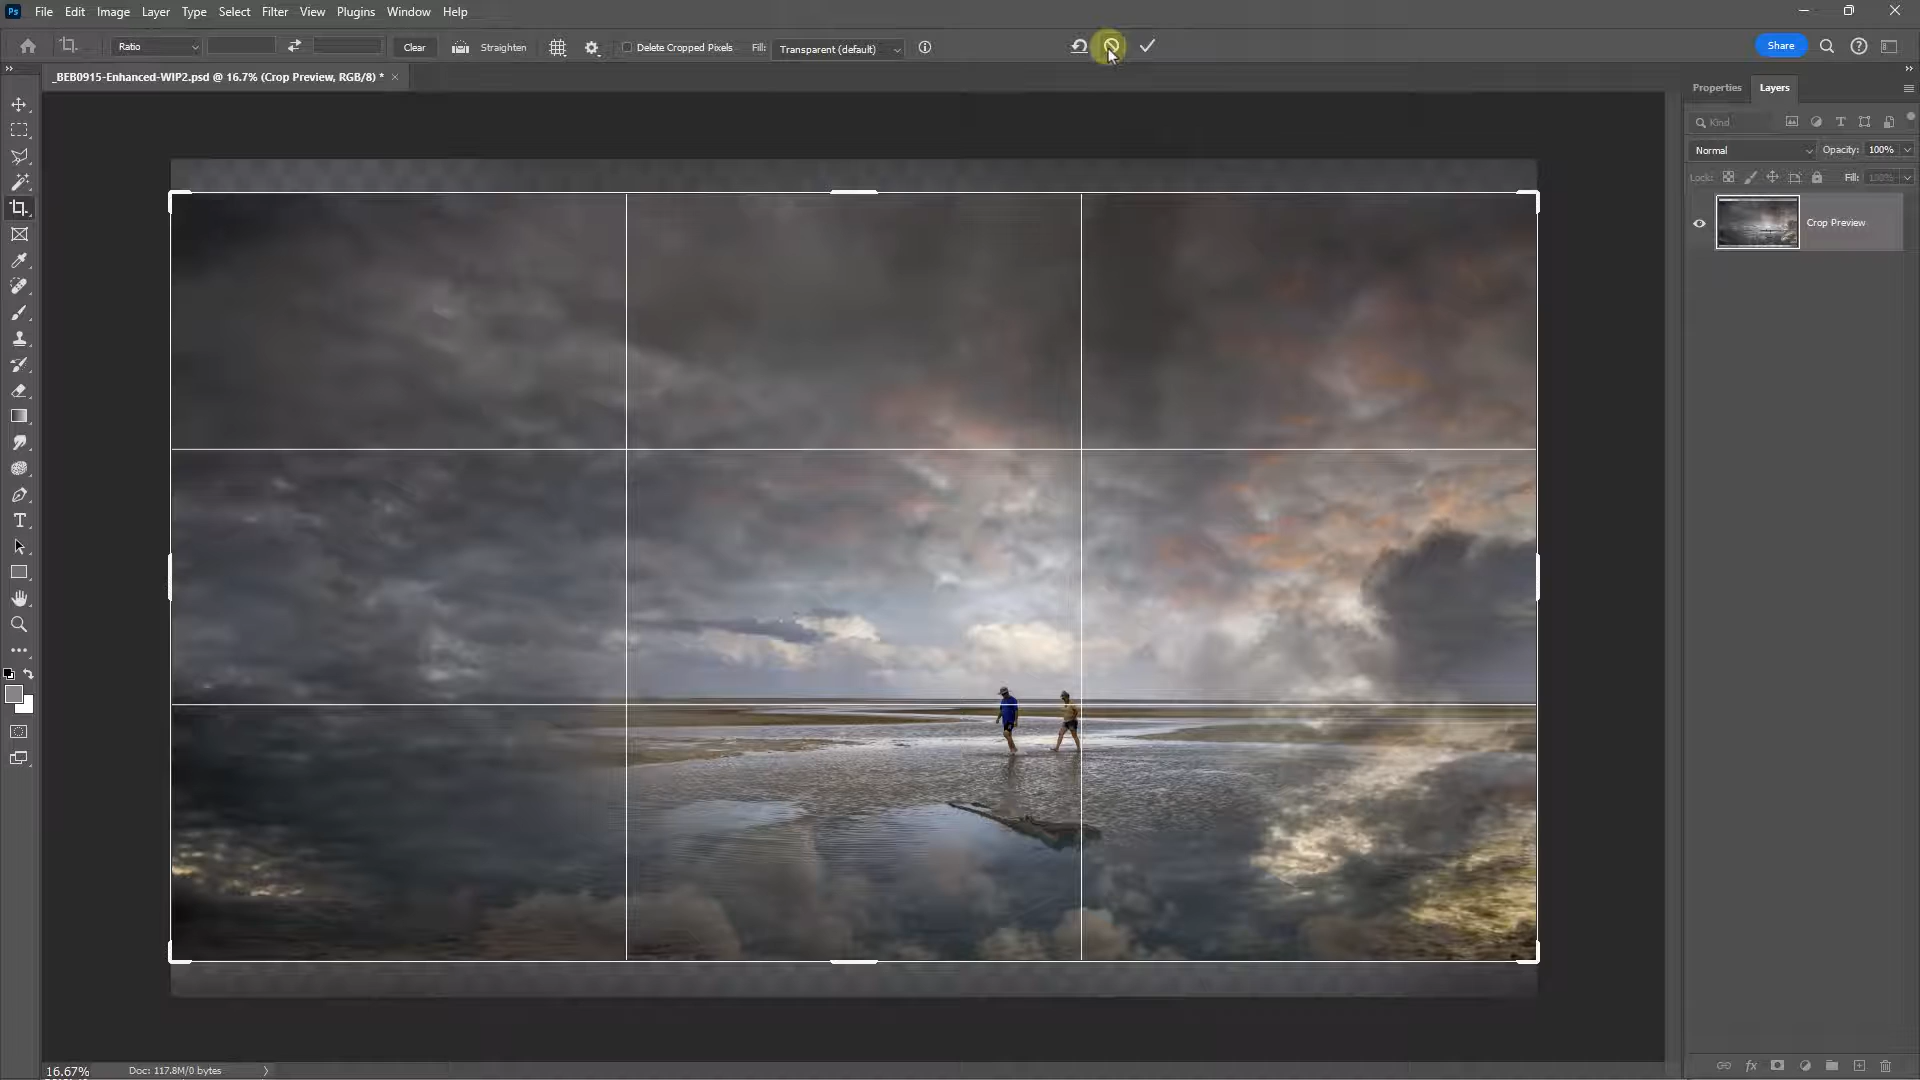 Ps File Edit Image Layer Type Select Filter View Plugins Window Help
Ratio Clear Straighten Delete Cropped Pixels Fill: Transparent (default) Share
_BEB0915-Enhanced-WIP2.psd @ 16.7% (Crop Preview, RGB/8) *
Properties Layers
Kind
Normal Opacity: 100%
Lock: Fill: 100%
Crop Preview
16.67% Doc: 117.8M/0 bytes